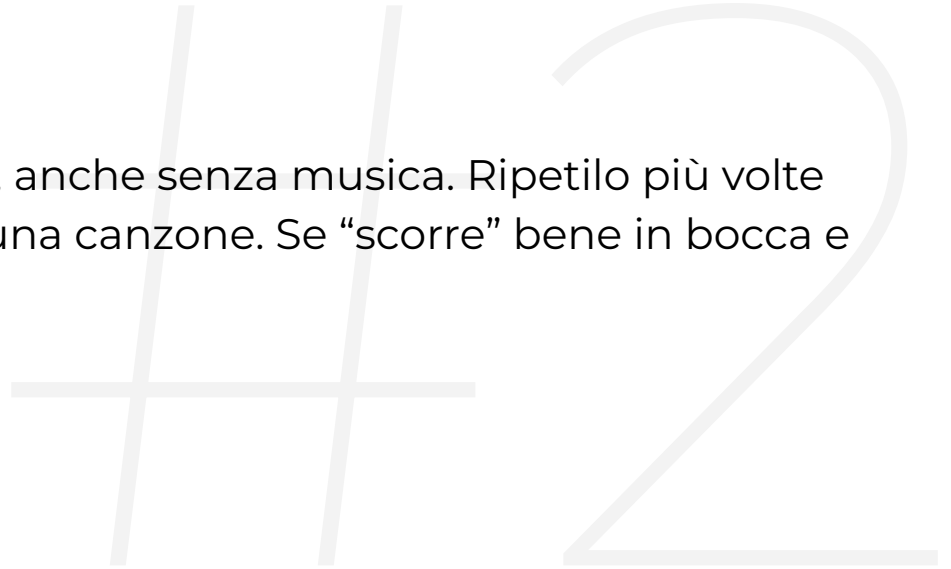 anche senza musica. Ripetilo più volte
una canzone. Se “scorre” bene in bocca e
#2